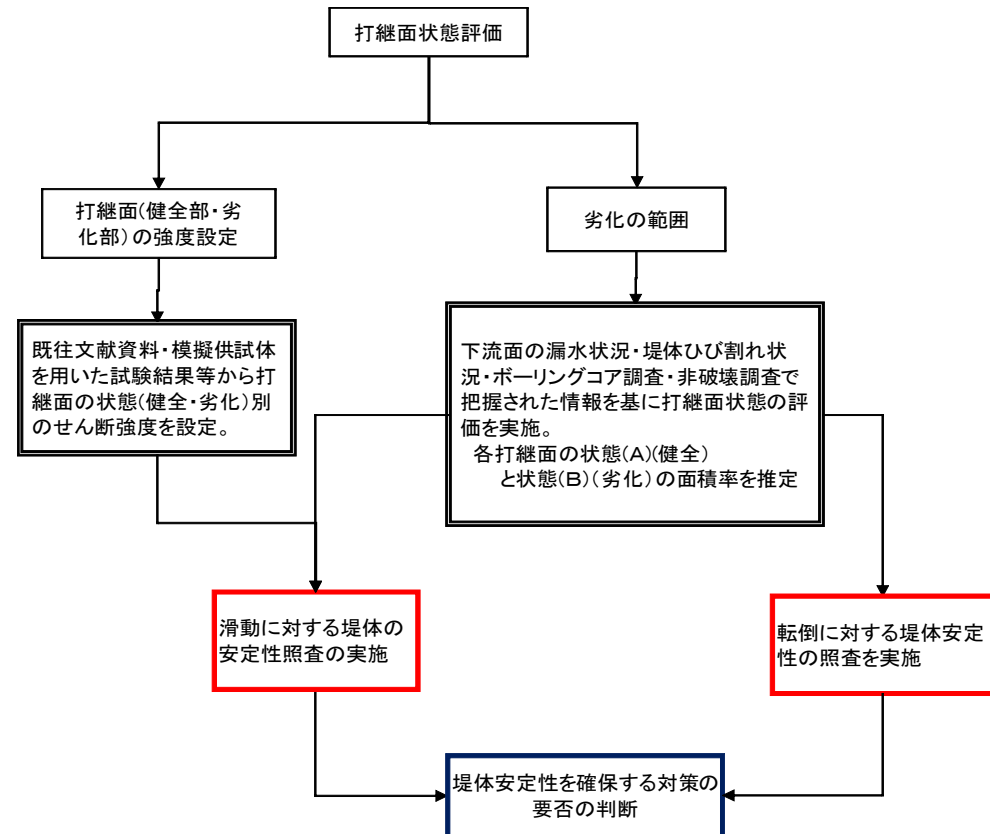 打継面状態評価
打継面(健全部・劣
化部)の強度設定
劣化の範囲
既往文献資料・模擬供試体
を用いた試験結果等から打
継面の状態(健全・劣化)別
のせん断強度を設定。
下流面の漏水状況・堤体ひび割れ状
況・ボーリングコア調査・非破壊調査で
把握された情報を基に打継面状態の評
価を実施。
各打継面の状態(A)(健全)
と状態(B)(劣化)の面積率を推定
滑動に対する堤体の
安定性照査の実施
転倒に対する堤体安定
性の照査を実施
堤体安定性を確保する対策の
要否の判断